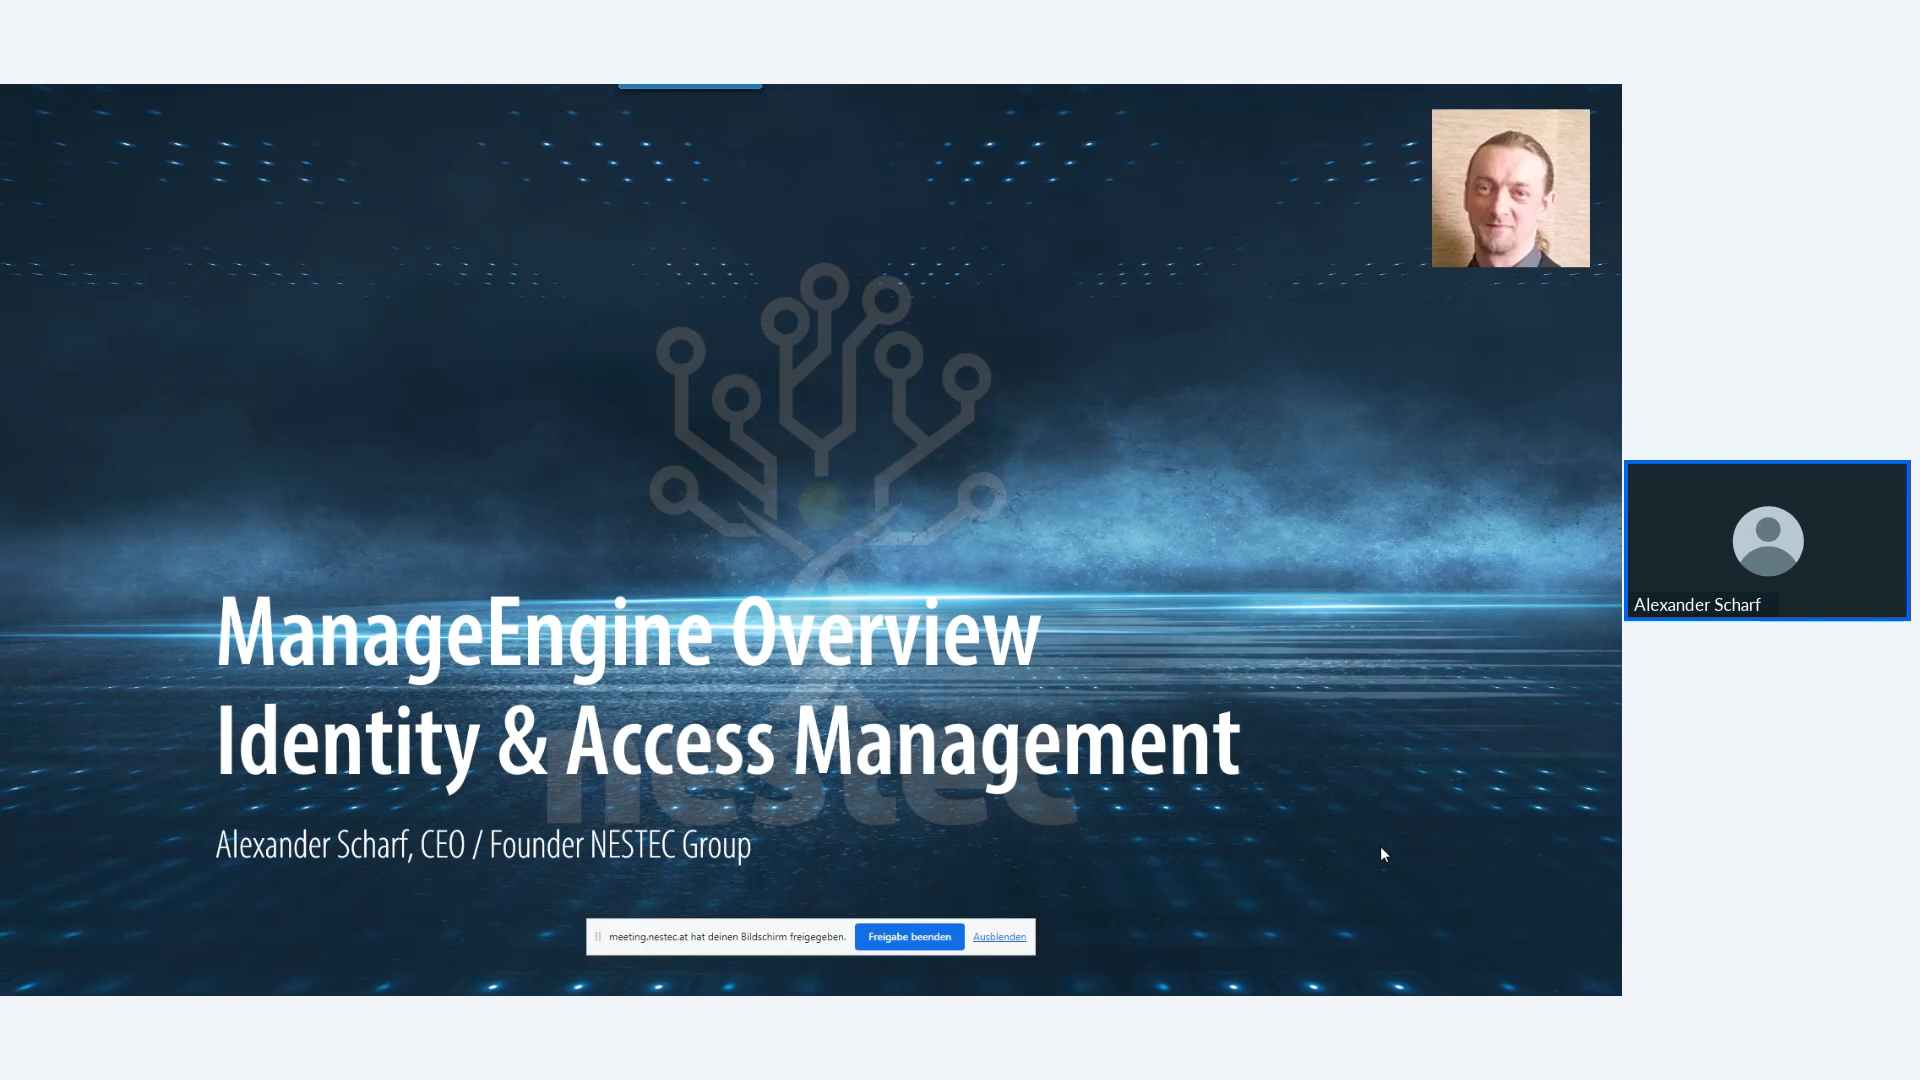 ManageEngine Overview
Identity & Access Management
nestec
Alexander Scharf, CEO / Founder NESTEC Group
meeting.nestec.at hat deinen Bildschirm freigegeben. Freigabe beenden Ausblenden
Alexander Scharf